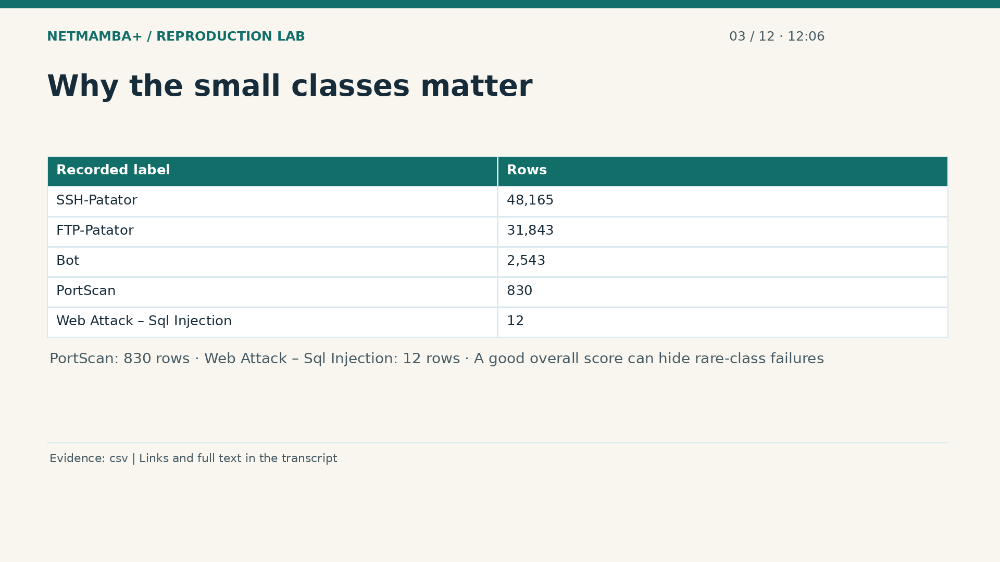 NETMAMBA+ / REPRODUCTION LAB
03 / 12 · 12:06
Why the small classes matter
Recorded label Rows
SSH-Patator 48,165
FTP-Patator 31,843
Bot 2,543
PortScan 830
Web Attack – Sql Injection 12
PortScan: 830 rows · Web Attack – Sql Injection: 12 rows · A good overall score can hide rare-class failures
Evidence: csv | Links and full text in the transcript